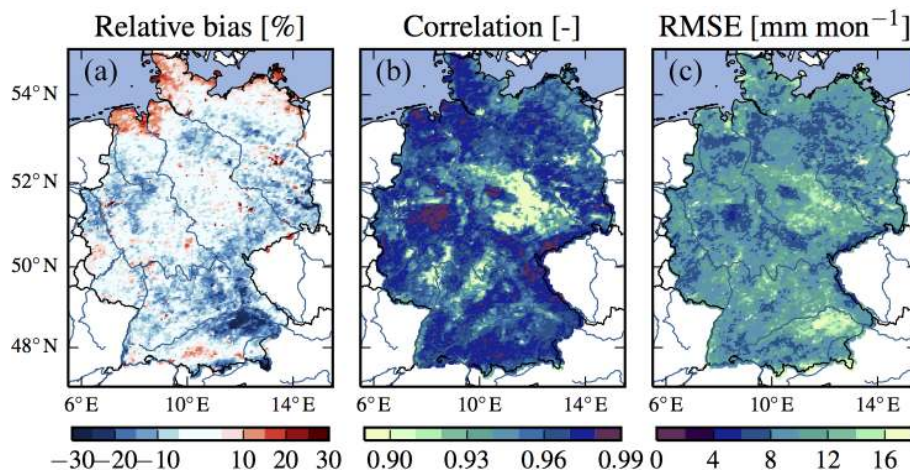 Relative bias [%] Correlation [-] RMSE [mm mon⁻¹]
(a) (b) (c)
54° N
52° N
50° N
48° N
6° E 10° E 14° E 6° E 10° E 14° E 6° E 10° E 14° E
−30−20−10 10 20 30 0.90 0.93 0.96 0.99 0 4 8 12 16